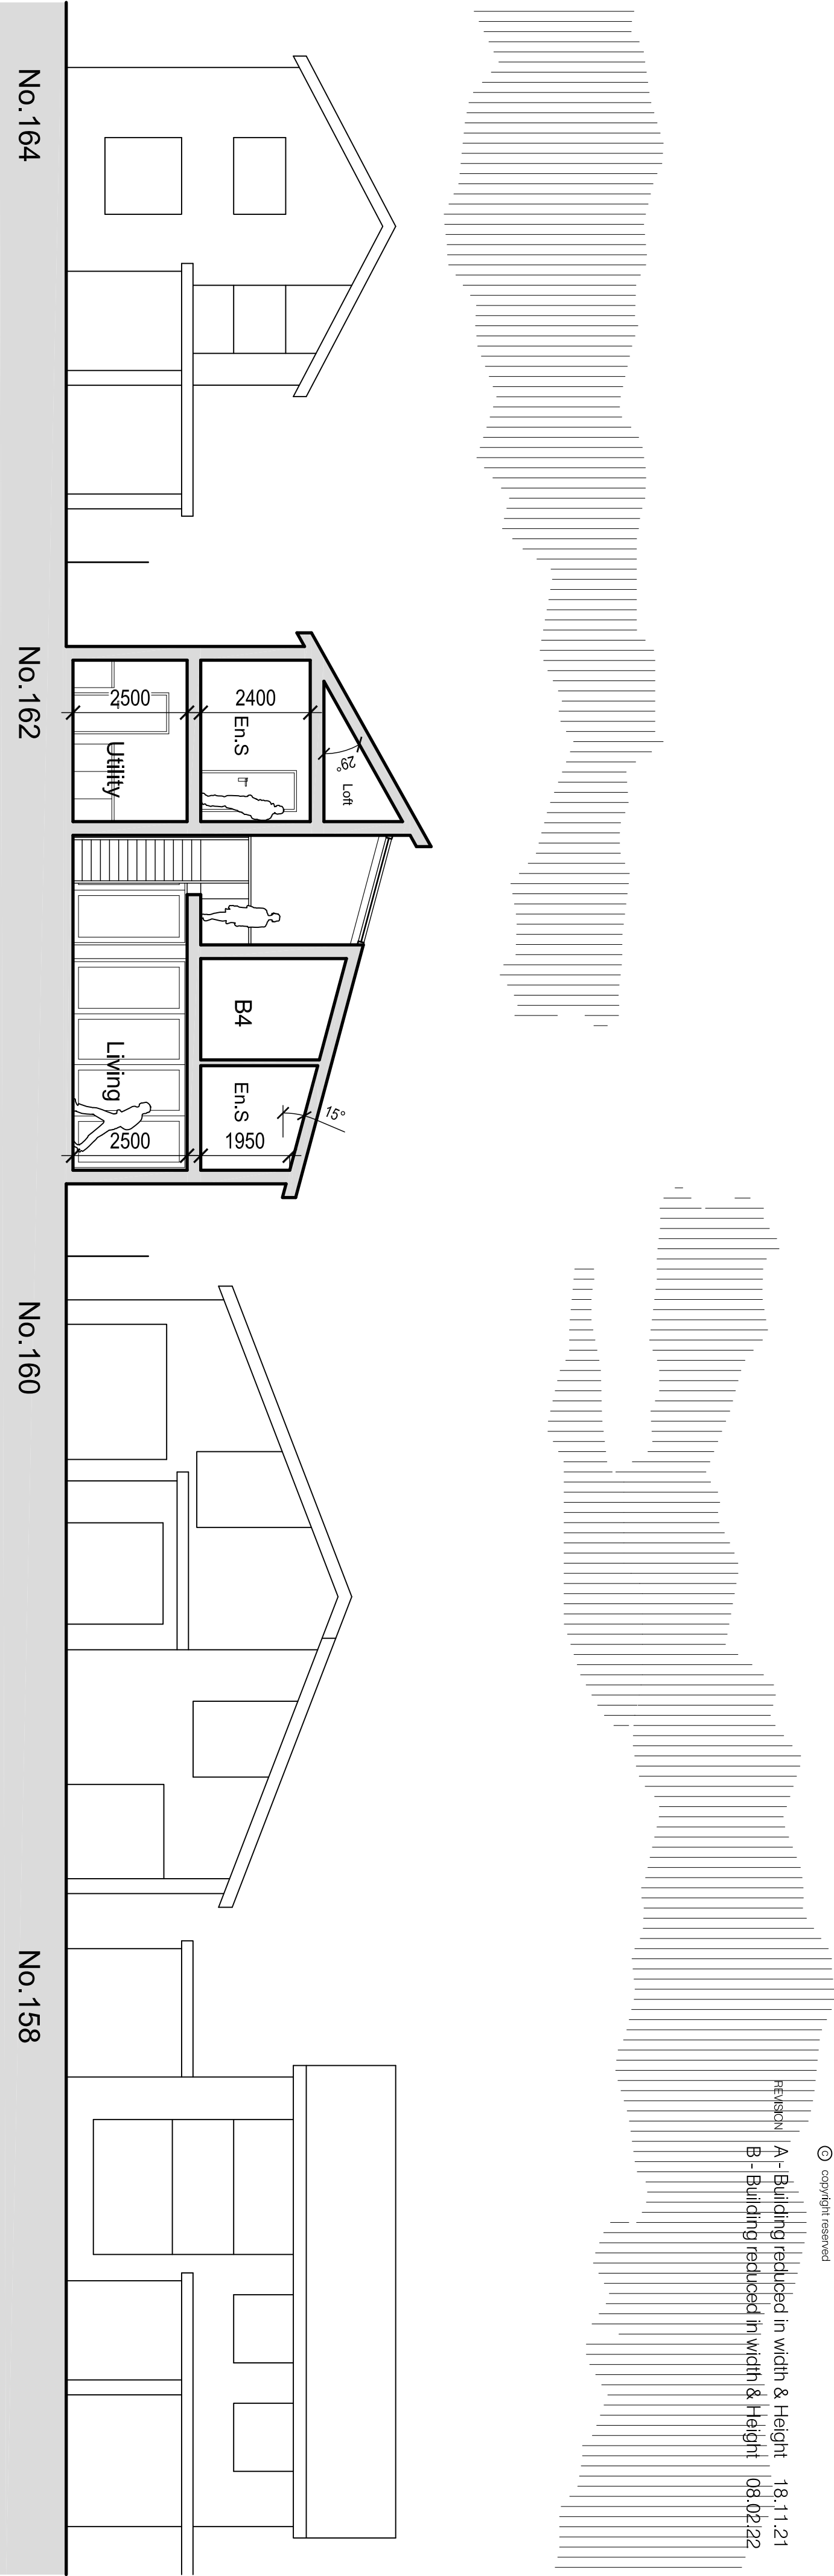 © copyright reserved
REVISION A - Building reduced in width & Height 18.11.21
B - Building reduced in width & Height 08.02.22
29°
Loft
15°
2400
En.S
B4
En.S
1950
2500
Utility
Living
2500
No.164
No.162
No.160
No.158